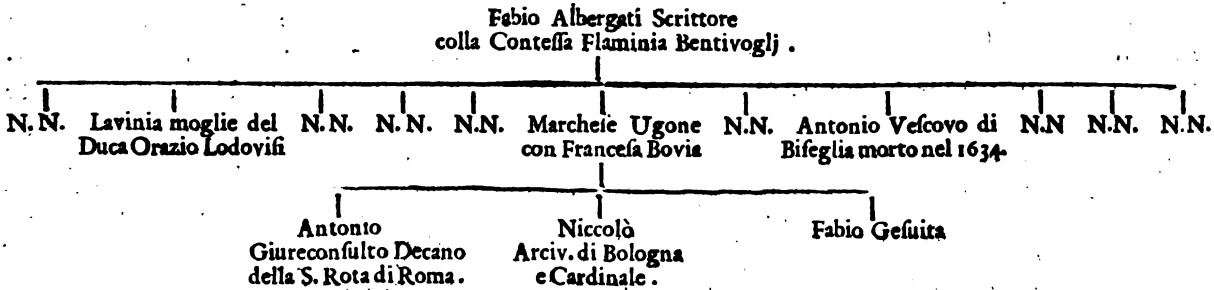 Fabio Albergati Scrittore
colla Conteſſa Flaminia Bentivoglj .
N. N. Lavinia moglie del N. N. N. N. N.N. Marcheſe Ugone N.N. Antonio Veſcovo di N.N N.N. N.N.
Duca Orazio Lodoviſi con Franceſa Bovia Biſeglia morto nel 1634.
Antonio Niccolò Fabio Geſuita
Giureconſulto Decano Arciv. di Bologna
della S. Rota di Roma . e Cardinale .